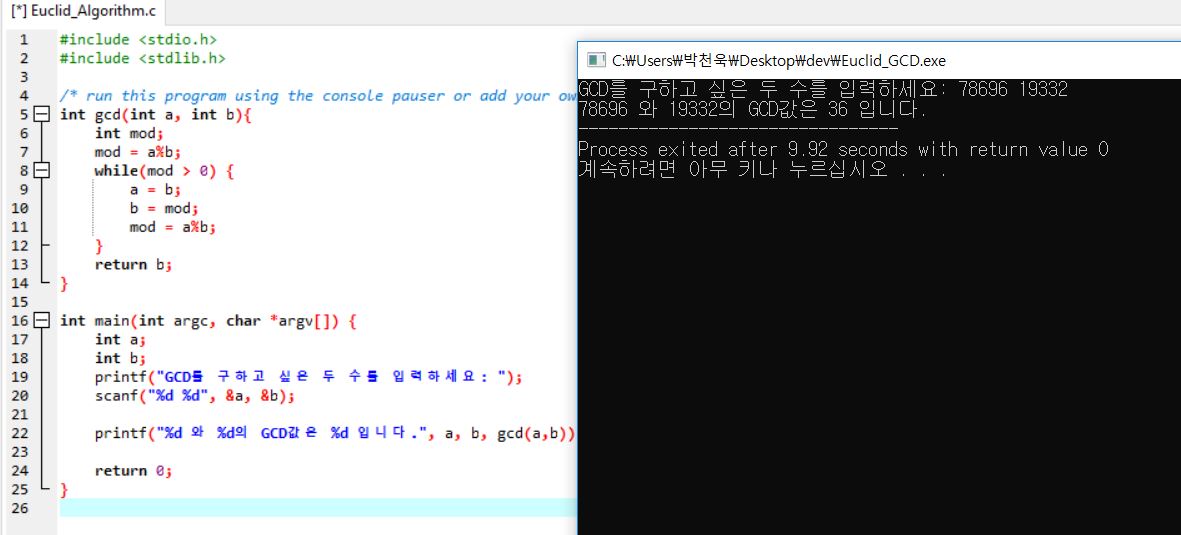 [*] Euclid_Algorithm.c
1 #include <stdio.h>
2 #include <stdlib.h>
3
4 /* run this program using the console pauser or add your ow
5 int gcd(int a, int b){
6 int mod;
7 mod = a%b;
8 while(mod > 0) {
9 a = b;
10 b = mod;
11 mod = a%b;
12 }
13 return b;
14 }
15
16 int main(int argc, char *argv[]) {
17 int a;
18 int b;
19 printf("GCD를 구하고 싶은 두 수를 입력하세요: ");
20 scanf("%d %d", &a, &b);
21
22 printf("%d 와 %d의 GCD값은 %d 입니다.", a, b, gcd(a,b))
23
24 return 0;
25 }
26
C:₩Users₩박천욱₩Desktop₩dev₩Euclid_GCD.exe
GCD를 구하고 싶은 두 수를 입력하세요: 78696 19332
78696 와 19332의 GCD값은 36 입니다.
--------------------------------
Process exited after 9.92 seconds with return value 0
계속하려면 아무 키나 누르십시오 . . .